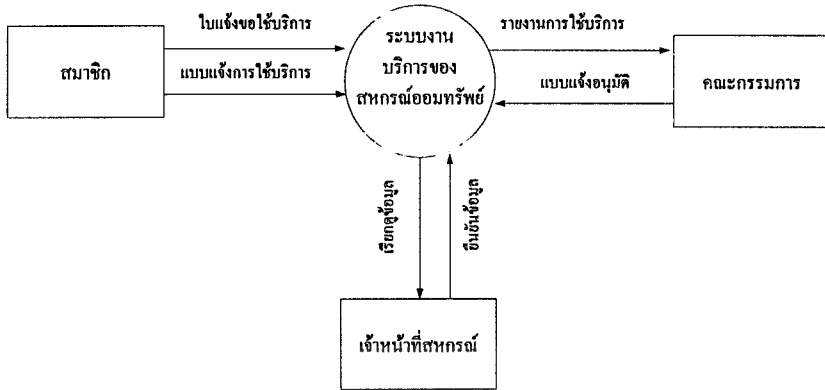 ใบแจ้งขอใช้บริการ
สมาชิก
แบบแจ้งการใช้บริการ
ระบบงาน
บริการของ
สหกรณ์ออมทรัพย์
รายงานการใช้บริการ
แบบแจ้งอนุมัติ
คณะกรรมการ
เรียกดูข้อมูล
ยืนยันข้อมูล
เจ้าหน้าที่สหกรณ์